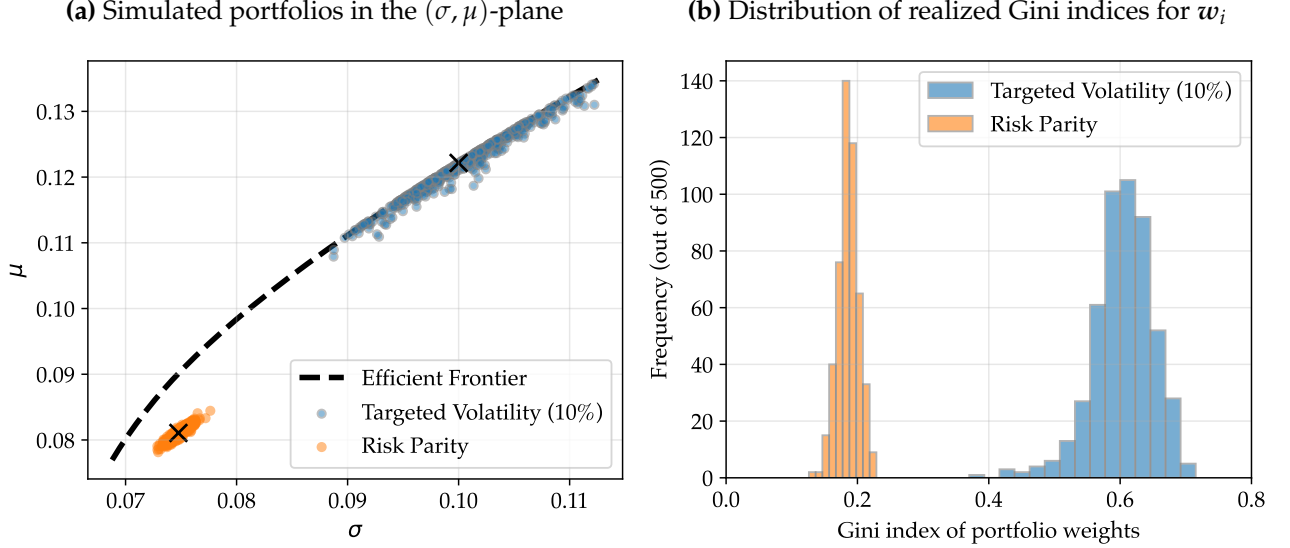 (a) Simulated portfolios in the (σ, μ)-plane
0.13
0.12
0.11
0.10
0.09
0.08
μ
0.07 0.08 0.09 0.10 0.11
σ
Efficient Frontier
Targeted Volatility (10%)
Risk Parity
(b) Distribution of realized Gini indices for wᵢ
140
120
100
80
60
40
20
0
Frequency (out of 500)
0.0 0.2 0.4 0.6 0.8
Gini index of portfolio weights
Targeted Volatility (10%)
Risk Parity